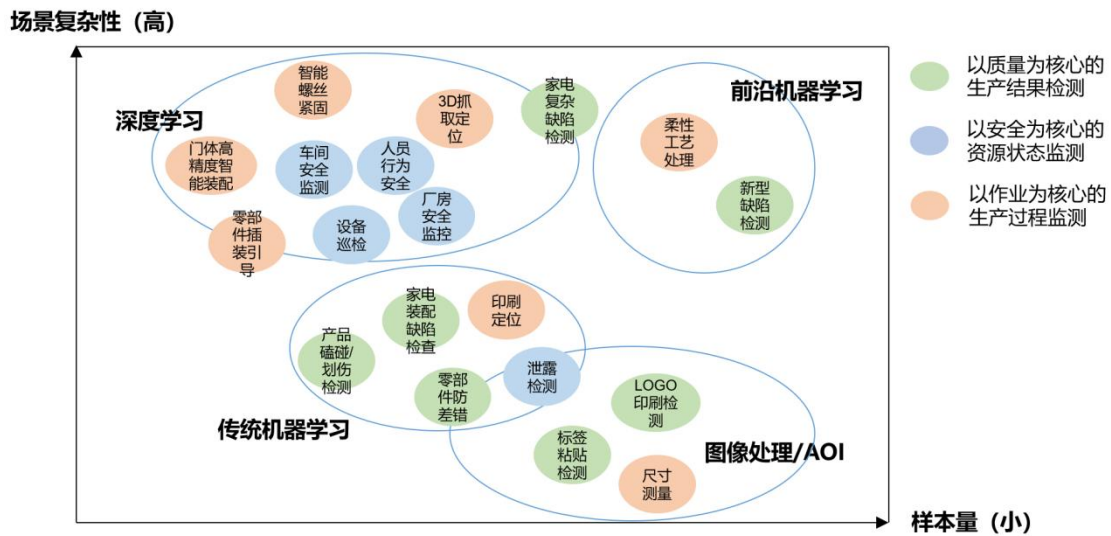 场景复杂性（高）
智能
螺丝
紧固
深度学习
3D抓
取定
位
家电
复杂
缺陷
检测
前沿机器学习
柔性
工艺
处理
门体高
精度智
能装配
车间
安全
监测
人员
行为
安全
新型
缺陷
检测
厂房
安全
监控
零部
件插
装引
导
设备
巡检
以质量为核心的
生产结果检测
以安全为核心的
资源状态监测
以作业为核心的
生产过程监测
家电
装配
缺陷
检查
印刷
定位
产品
磕碰/
划伤
检测
零部
件防
差错
泄露
检测
传统机器学习
LOGO
印刷检
测
标签
粘贴
检测
尺寸
测量
图像处理/AOI
样本量（小）